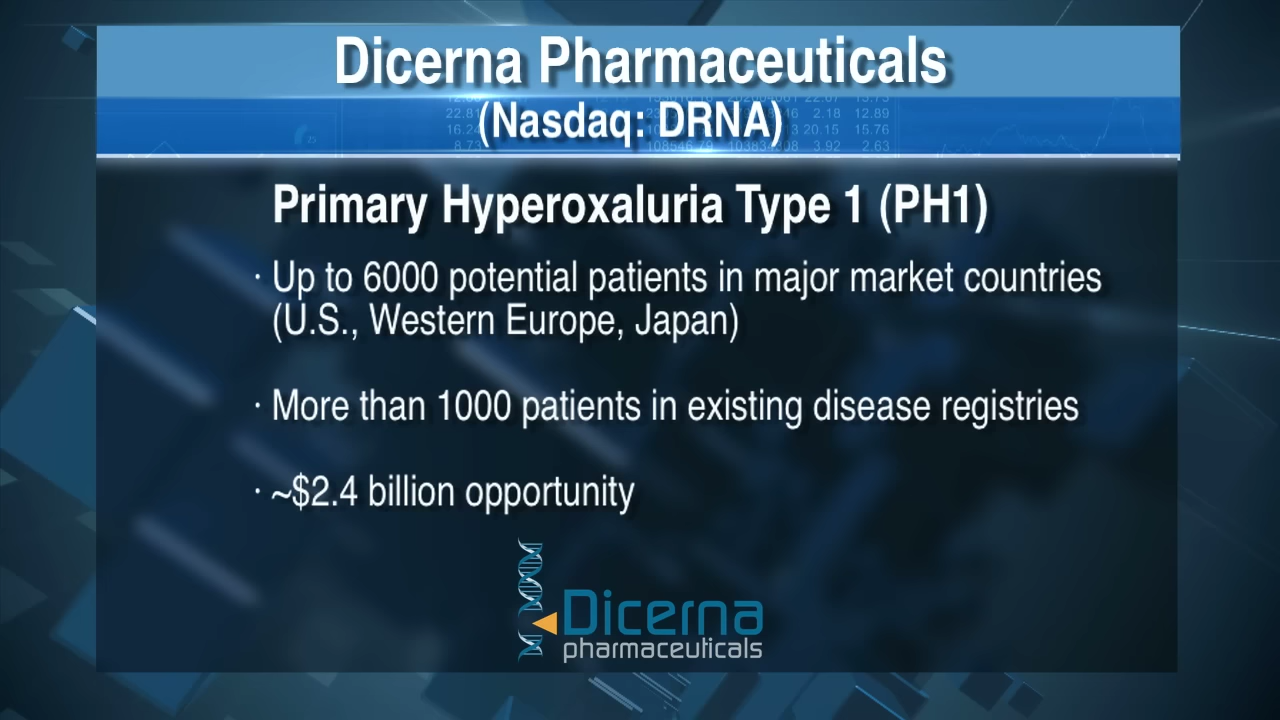 Dicerna Pharmaceuticals
(Nasdaq: DRNA)
Primary Hyperoxaluria Type 1 (PH1)
· Up to 6000 potential patients in major market countries
(U.S., Western Europe, Japan)
· More than 1000 patients in existing disease registries
· ~$2.4 billion opportunity
Dicerna
pharmaceuticals